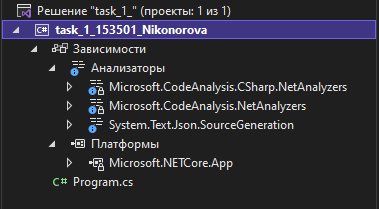 Решение "task_1_" (проекты: 1 из 1)
C# task_1_153501_Nikonorova
Зависимости
Анализаторы
Microsoft.CodeAnalysis.CSharp.NetAnalyzers
Microsoft.CodeAnalysis.NetAnalyzers
System.Text.Json.SourceGeneration
Платформы
Microsoft.NETCore.App
C# Program.cs